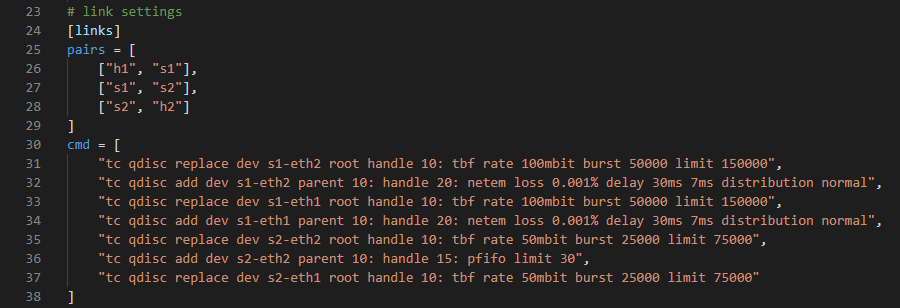 23 # link settings
24 [links]
25 pairs = [
26 ["h1", "s1"],
27 ["s1", "s2"],
28 ["s2", "h2"]
29 ]
30 cmd = [
31 "tc qdisc replace dev s1-eth2 root handle 10: tbf rate 100mbit burst 50000 limit 150000",
32 "tc qdisc add dev s1-eth2 parent 10: handle 20: netem loss 0.001% delay 30ms 7ms distribution normal",
33 "tc qdisc replace dev s1-eth1 root handle 10: tbf rate 100mbit burst 50000 limit 150000",
34 "tc qdisc add dev s1-eth1 parent 10: handle 20: netem loss 0.001% delay 30ms 7ms distribution normal",
35 "tc qdisc replace dev s2-eth2 root handle 10: tbf rate 50mbit burst 25000 limit 75000",
36 "tc qdisc add dev s2-eth2 parent 10: handle 15: pfifo limit 30",
37 "tc qdisc replace dev s2-eth1 root handle 10: tbf rate 50mbit burst 25000 limit 75000"
38 ]